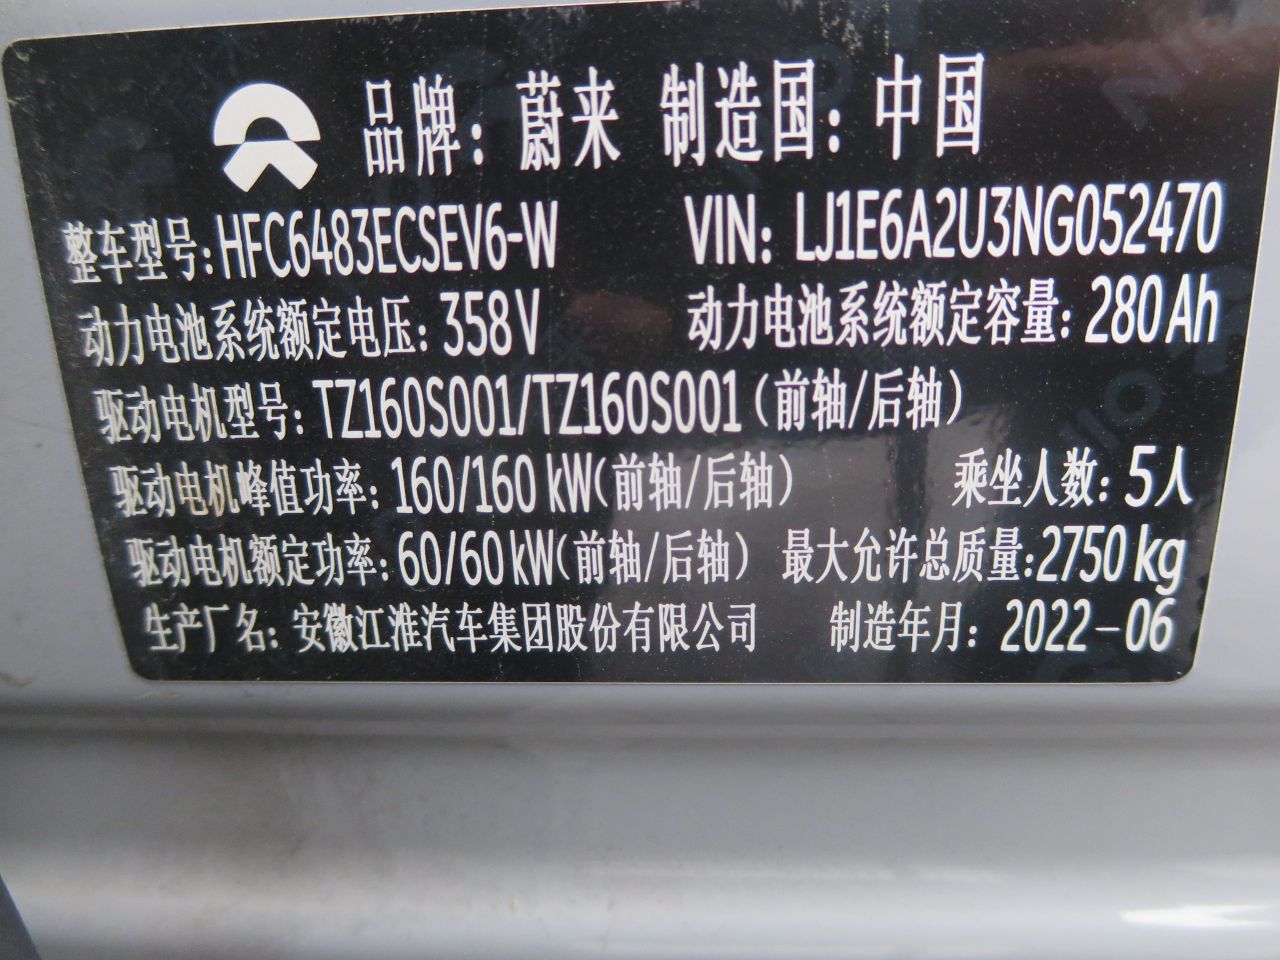 品牌：蔚来 制造国：中国
整车型号：HFC6483ECSEV6-W VIN：LJ1E6A2U3NG052470
动力电池系统额定电压：358V 动力电池系统额定容量：280Ah
驱动电机型号：TZ160S001/TZ160S001（前轴/后轴）
驱动电机峰值功率：160/160 kW（前轴/后轴） 乘坐人数：5人
驱动电机额定功率：60/60kW（前轴/后轴） 最大允许总质量：2750kg
生产厂名：安徽江淮汽车集团股份有限公司 制造年月：2022-06